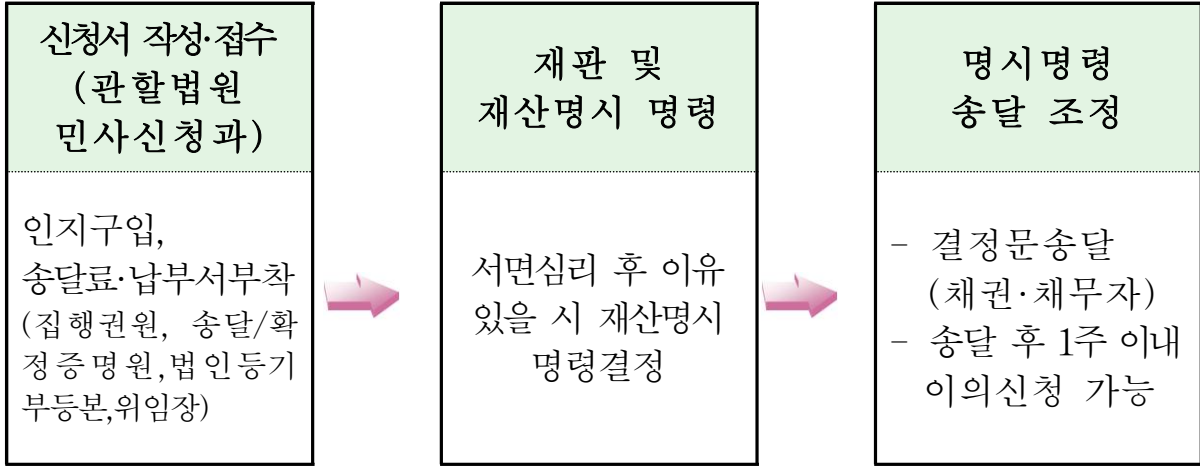 신청서 작성·접수
(관할법원
민사신청과)
인지구입,
송달료·납부서부착
(집행권원, 송달/확
정증명원,법인등기
부등본,위임장)
재판 및
재산명시 명령
서면심리 후 이유
있을 시 재산명시
명령결정
명시명령
송달 조정
- 결정문송달
(채권·채무자)
- 송달 후 1주 이내
이의신청 가능